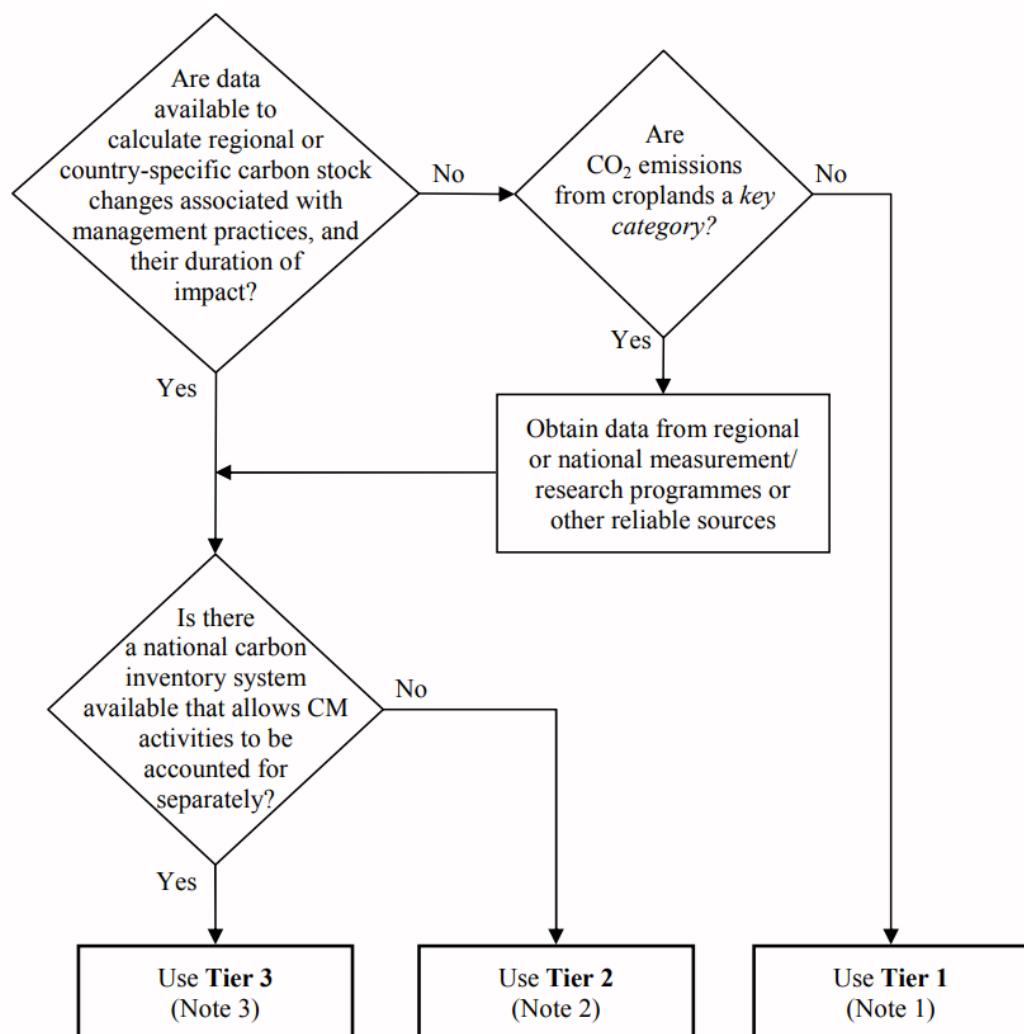 Are data
available to
calculate regional or
country-specific carbon stock
changes associated with
management practices, and
their duration of
impact?
No
Are
CO₂ emissions
from croplands a key
category?
No
Yes
Yes
Obtain data from regional
or national measurement/
research programmes or
other reliable sources
Is there
a national carbon
inventory system
available that allows CM
activities to be
accounted for
separately?
No
Yes
Use Tier 3
(Note 3)
Use Tier 2
(Note 2)
Use Tier 1
(Note 1)